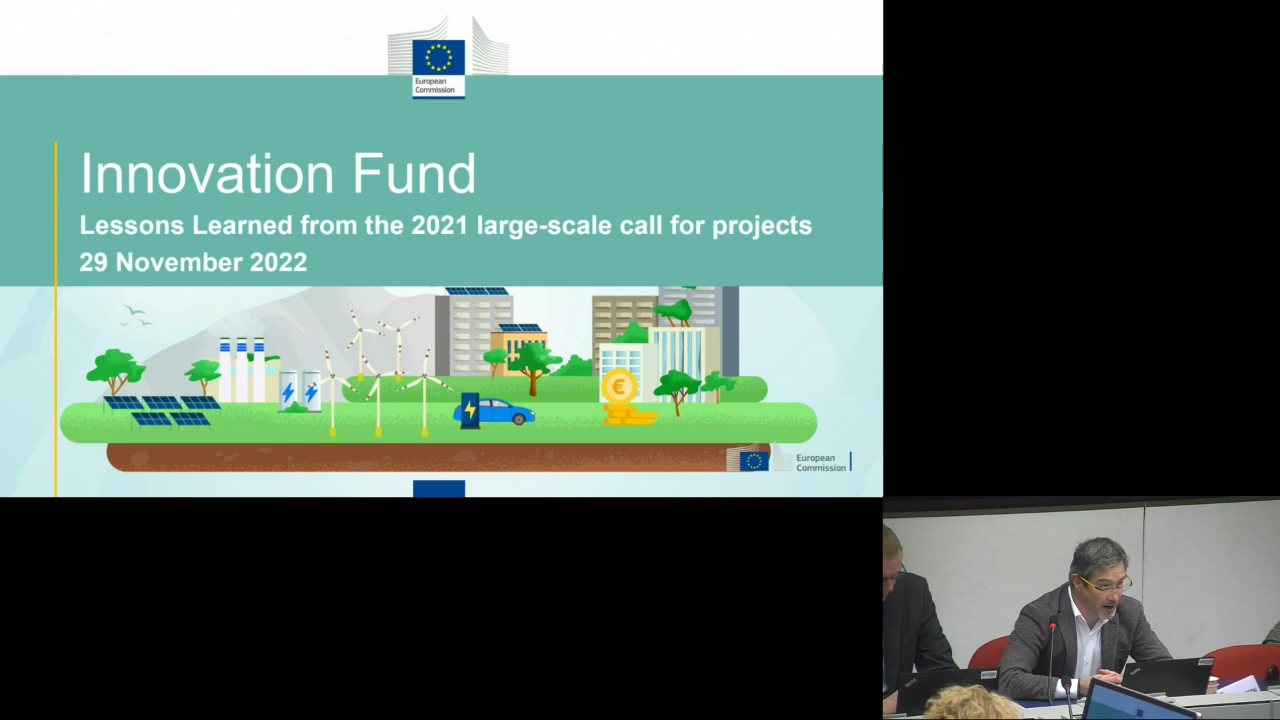 European
Commission
Innovation Fund
Lessons Learned from the 2021 large-scale call for projects
29 November 2022
€
European
Commission